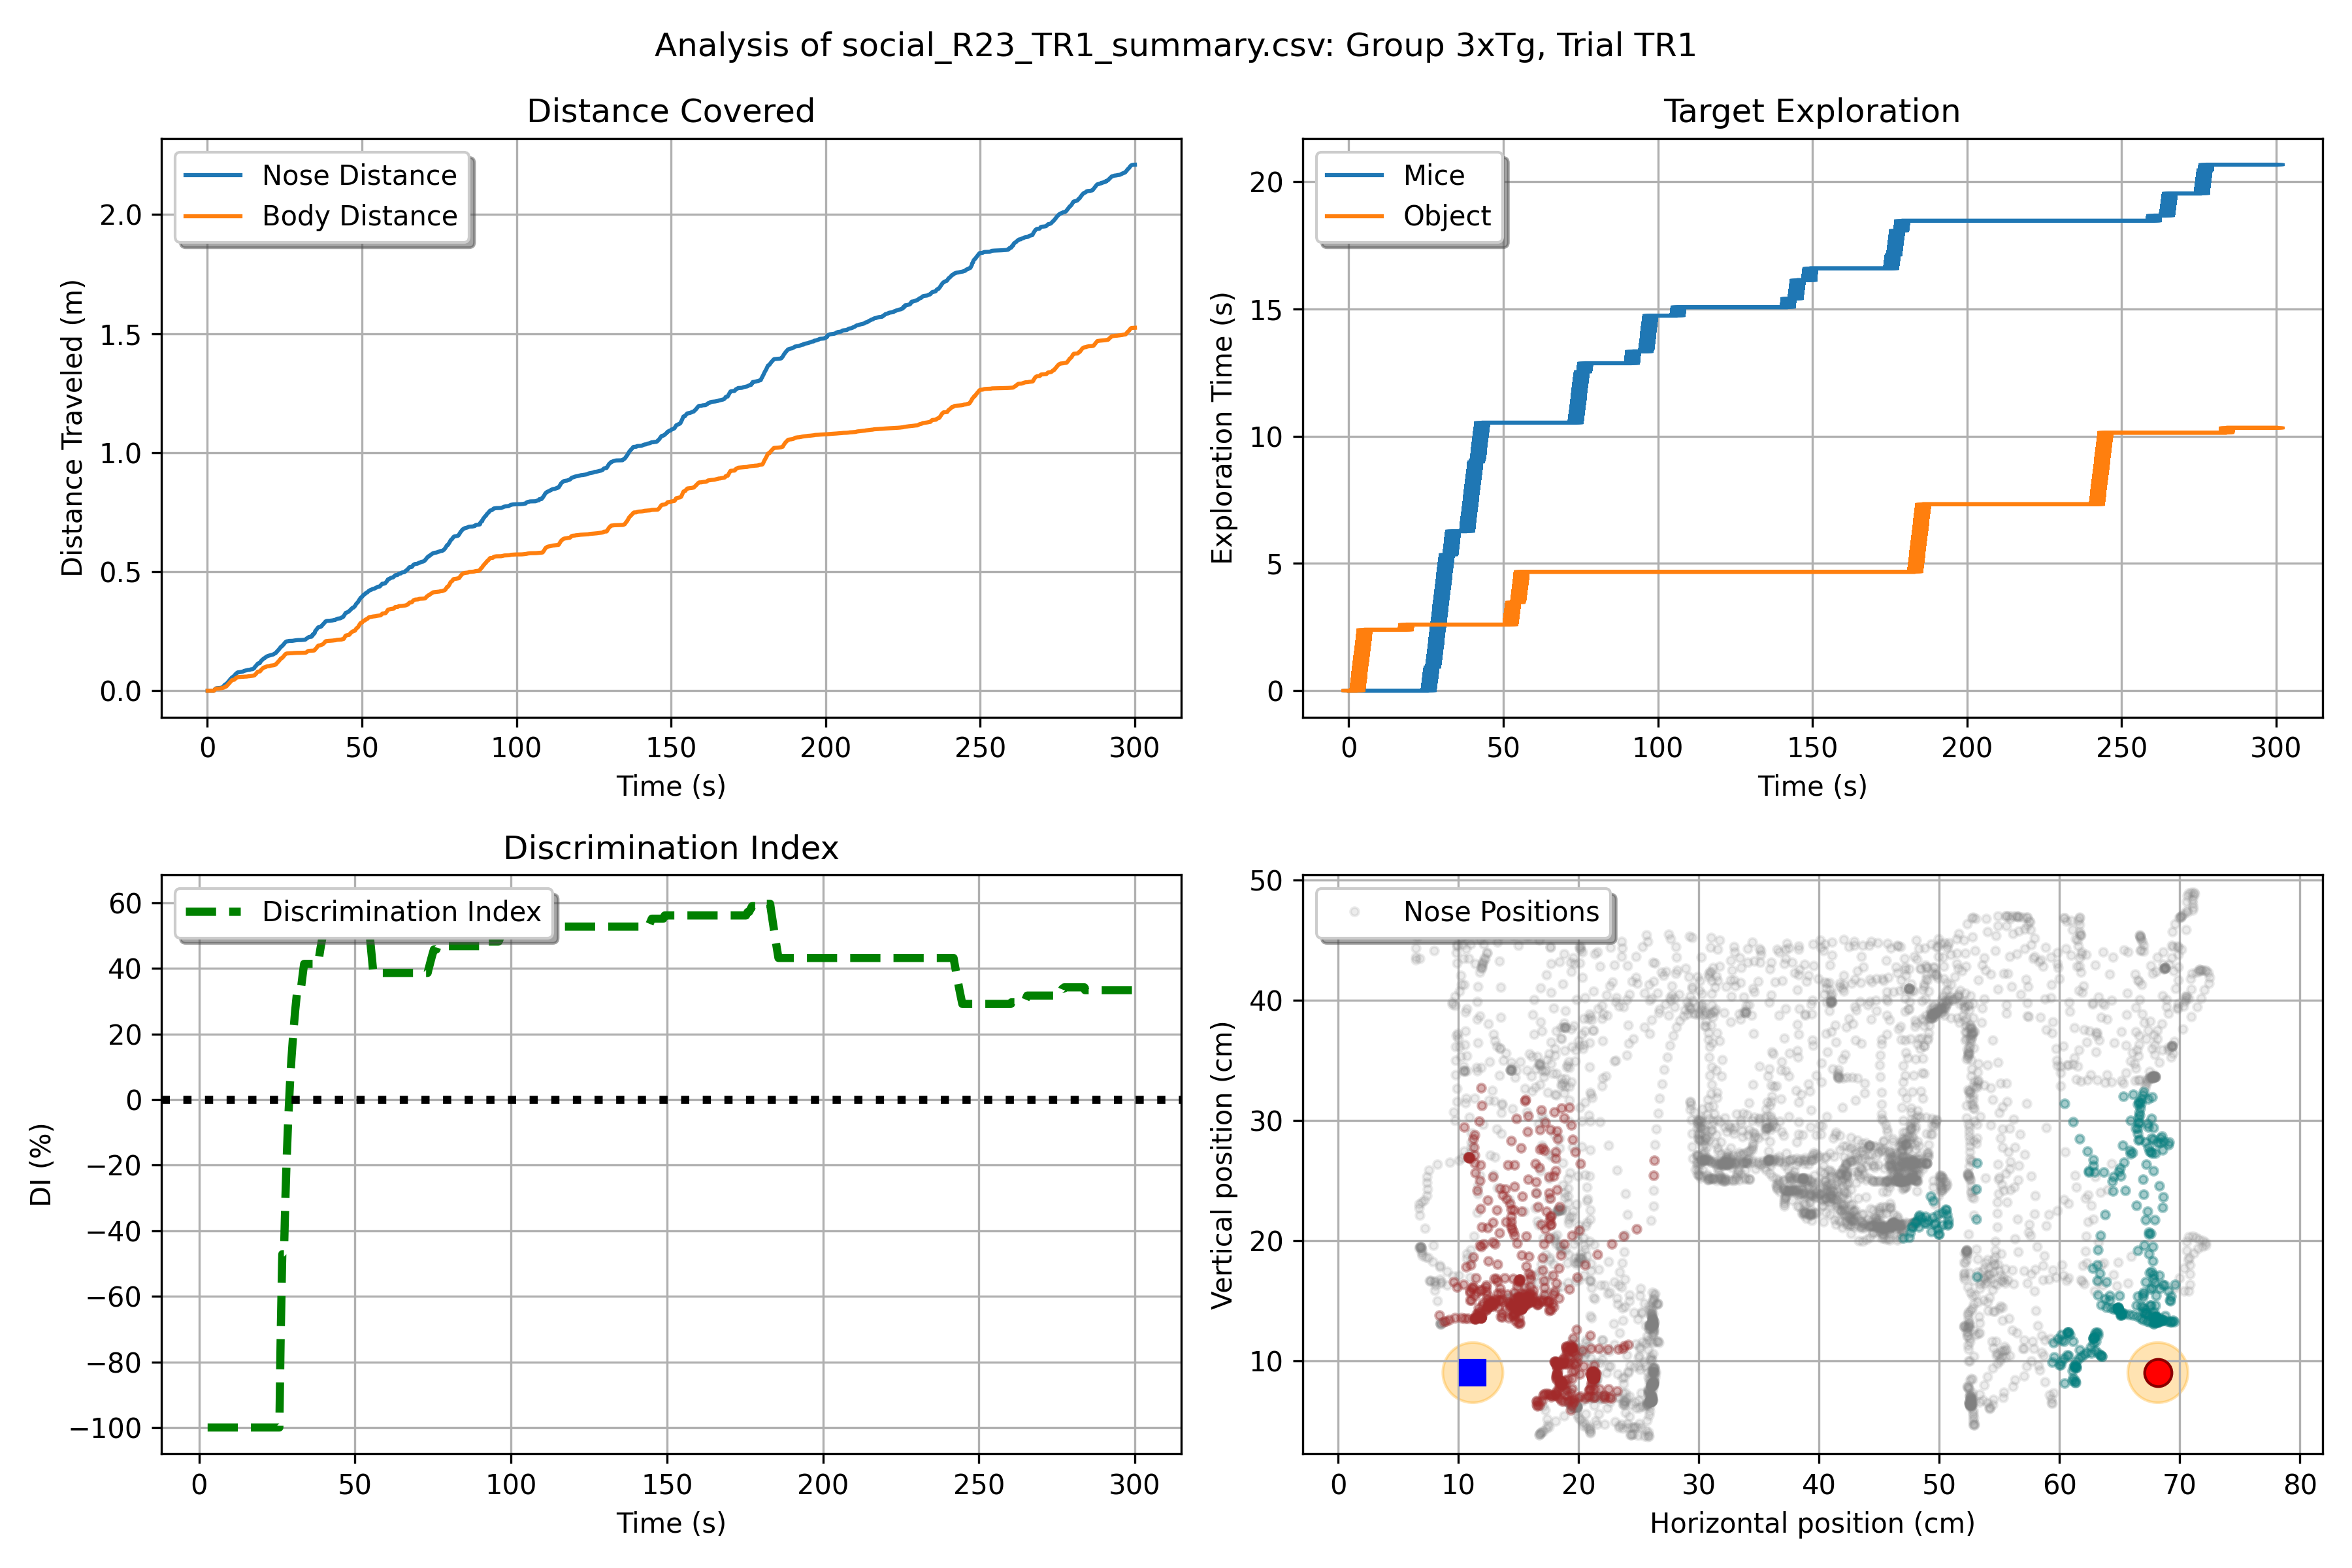 Analysis of social_R23_TR1_summary.csv: Group 3xTg, Trial TR1
Distance Covered
Nose Distance
Body Distance
Distance Traveled (m)
2.0
1.5
1.0
0.5
0.0
0 50 100 150 200 250 300
Time (s)
Target Exploration
Mice
Object
Exploration Time (s)
20
15
10
5
0
0 50 100 150 200 250 300
Time (s)
Discrimination Index
Discrimination Index
DI (%)
60
40
20
0
−20
−40
−60
−80
−100
0 50 100 150 200 250 300
Time (s)
Nose Positions
Vertical position (cm)
50
40
30
20
10
0 10 20 30 40 50 60 70 80
Horizontal position (cm)